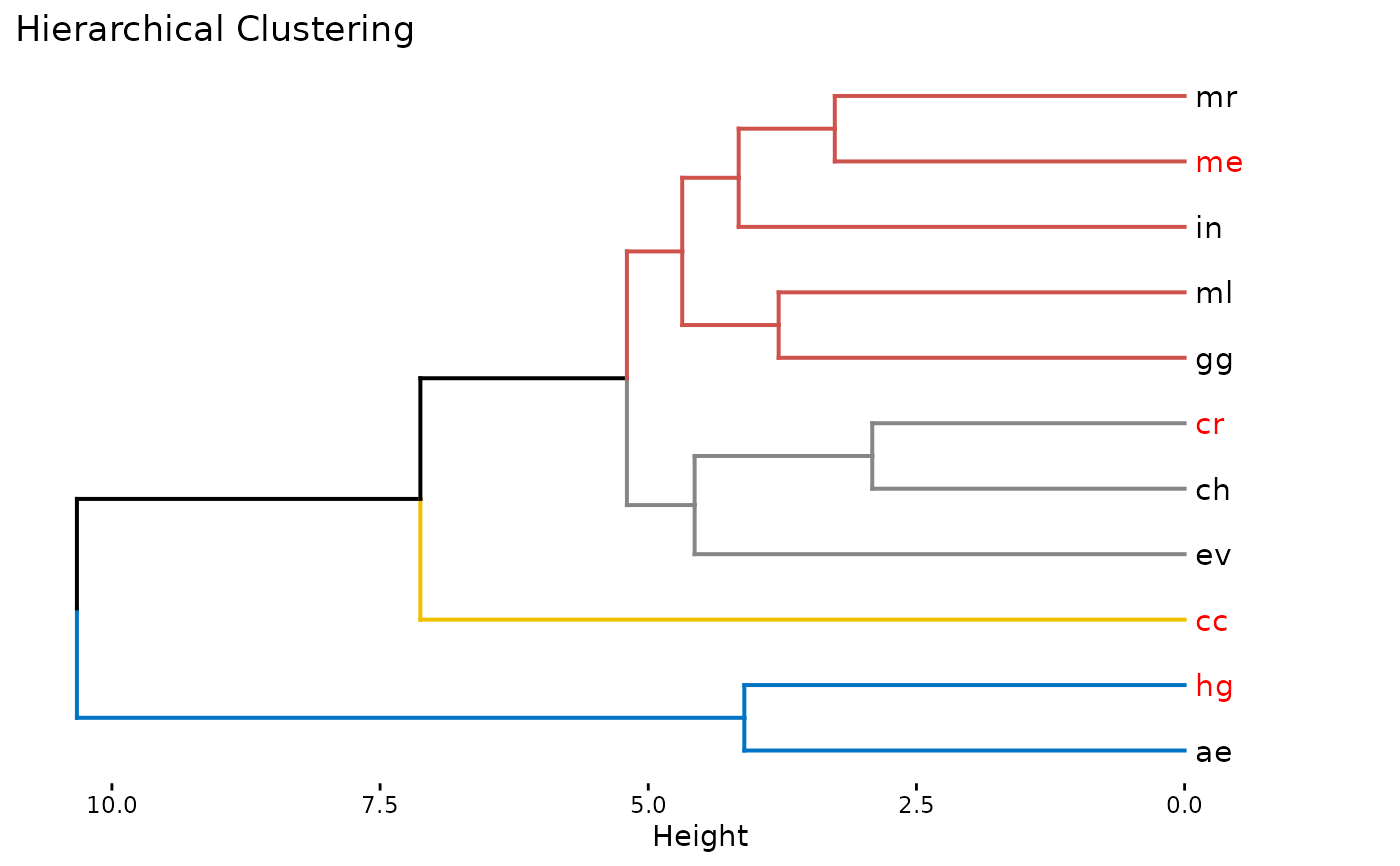 Hierarchical Clustering
mr
me
in
ml
gg
cr
ch
ev
cc
hg
ae
10.0 7.5 5.0 2.5 0.0
Height